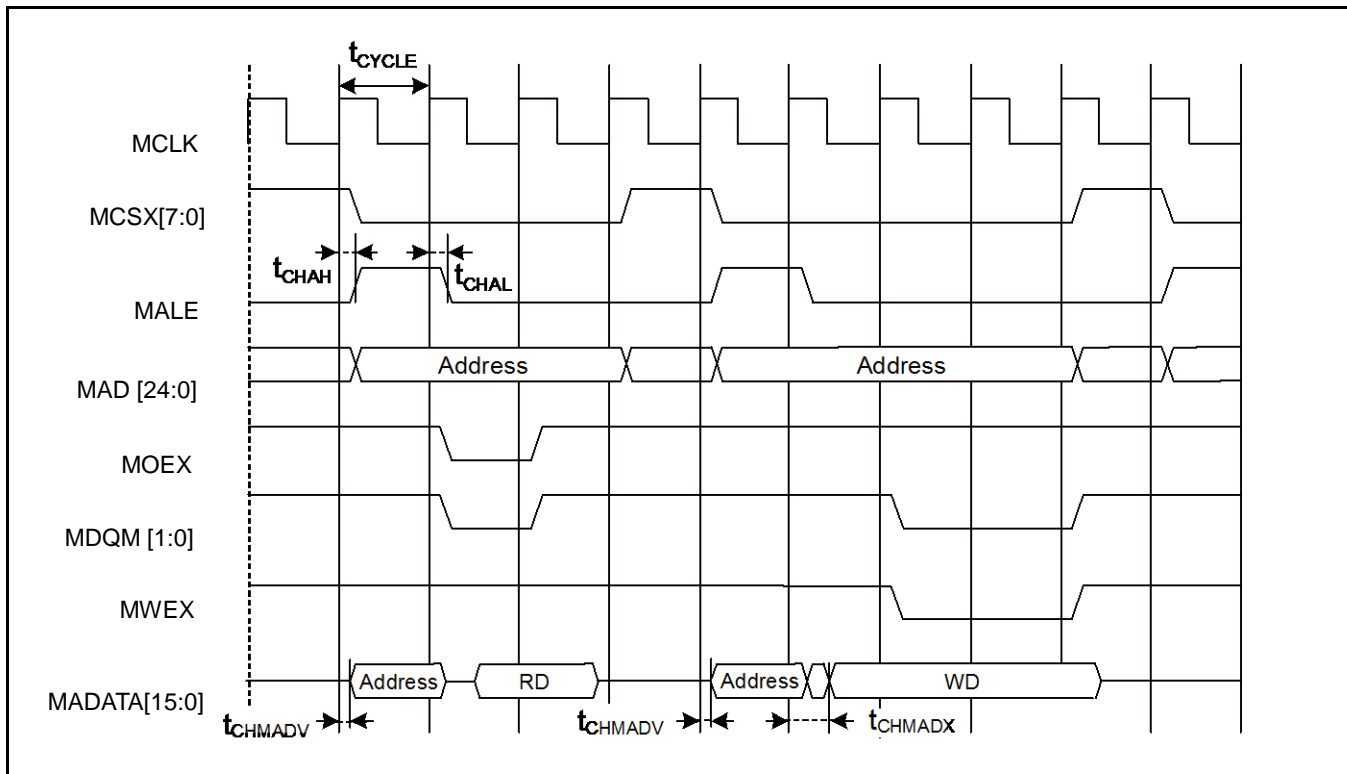 tCYCLE
MCLK
MCSX[7:0]
tCHAH
tCHAL
MALE
Address
Address
MAD [24:0]
MOEX
MDQM [1:0]
MWEX
Address
RD
Address
WD
MADATA[15:0]
tCHMADV
tCHMADV
tCHMADX